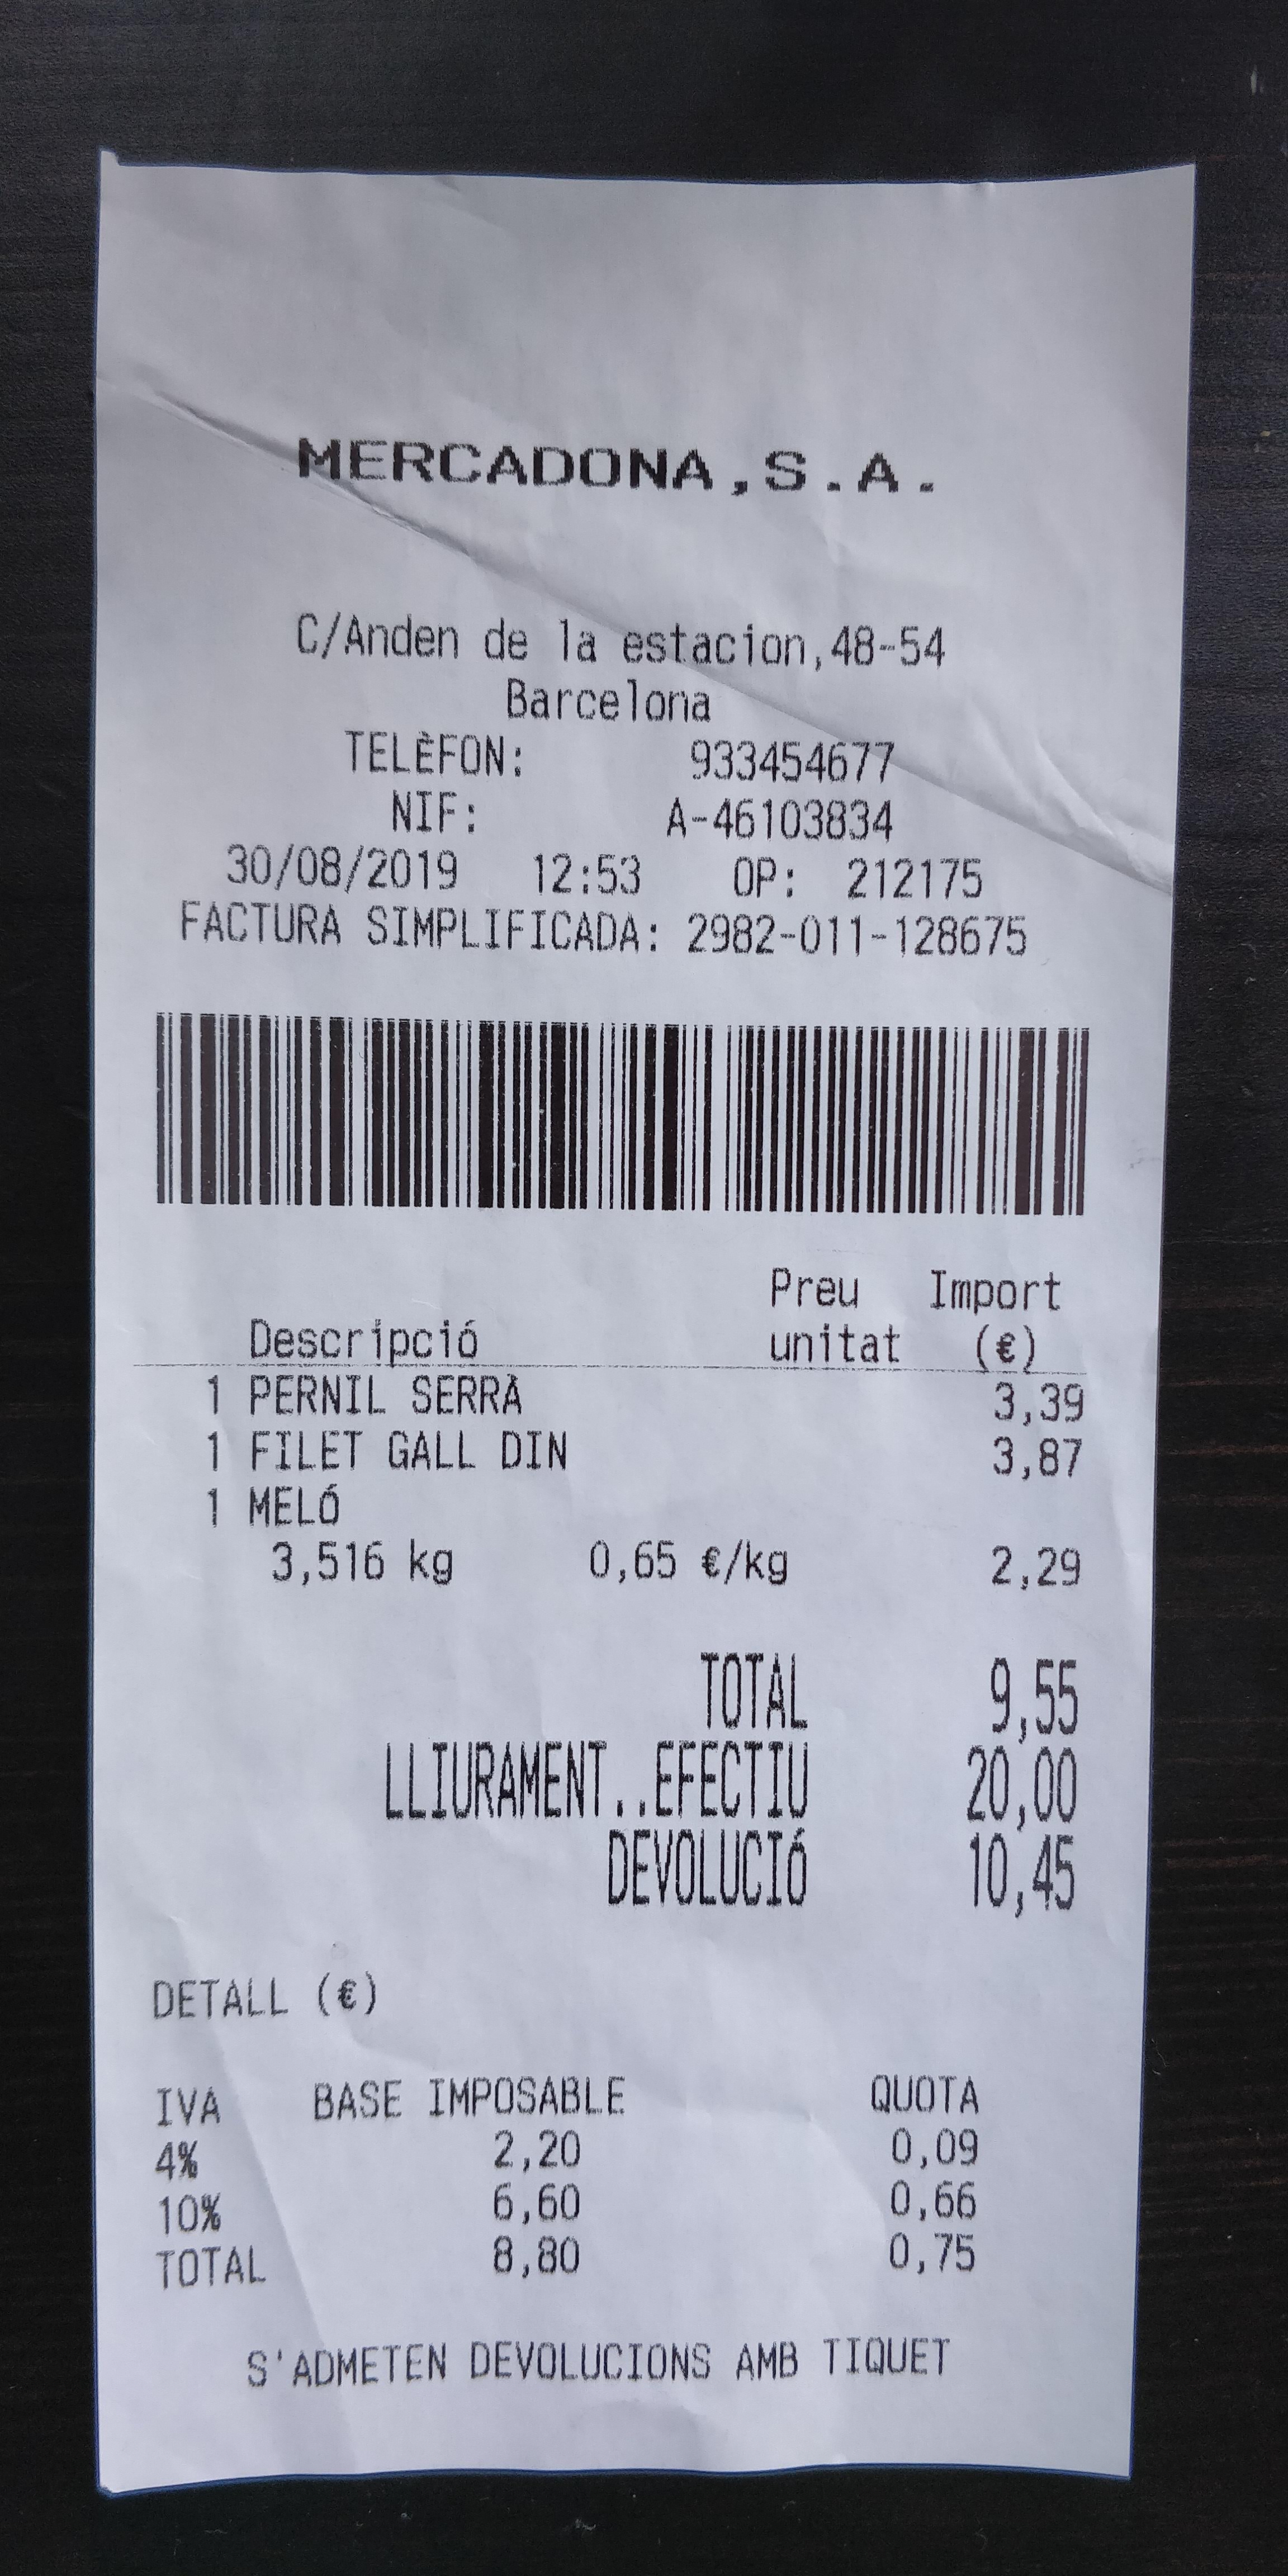 MERCADONA,S.A.
C/Anden de la estacion,48-54
Barcelona
TELÈFON: 933454677
NIF: A-46103834
30/08/2019 12:53 OP: 212175
FACTURA SIMPLIFICADA: 2982-011-128675
Preu Import
Descripció unitat (€)
1 PERNIL SERRÀ 3,39
1 FILET GALL DIN 3,87
1 MELÓ
3,516 kg 0,65 €/kg 2,29
TOTAL 9,55
LLIURAMENT..EFECTIU 20,00
DEVOLUCIÓ 10,45
DETALL (€)
IVA BASE IMPOSABLE QUOTA
4% 2,20 0,09
10% 6,60 0,66
TOTAL 8,80 0,75
S'ADMETEN DEVOLUCIONS AMB TIQUET